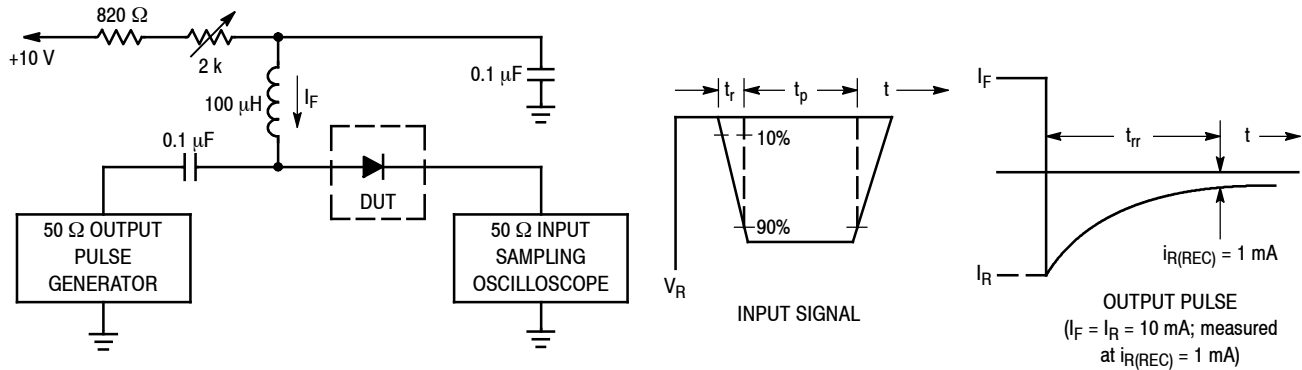 820 Ω
+10 V
2 k
100 μH
I_F
0.1 μF
0.1 μF
DUT
50 Ω OUTPUT
PULSE
GENERATOR
50 Ω INPUT
SAMPLING
OSCILLOSCOPE
t_r
t_p
t
10%
90%
V_R
INPUT SIGNAL
I_F
t_rr
t
I_R
i_R(REC) = 1 mA
OUTPUT PULSE
(I_F = I_R = 10 mA; measured
at i_R(REC) = 1 mA)